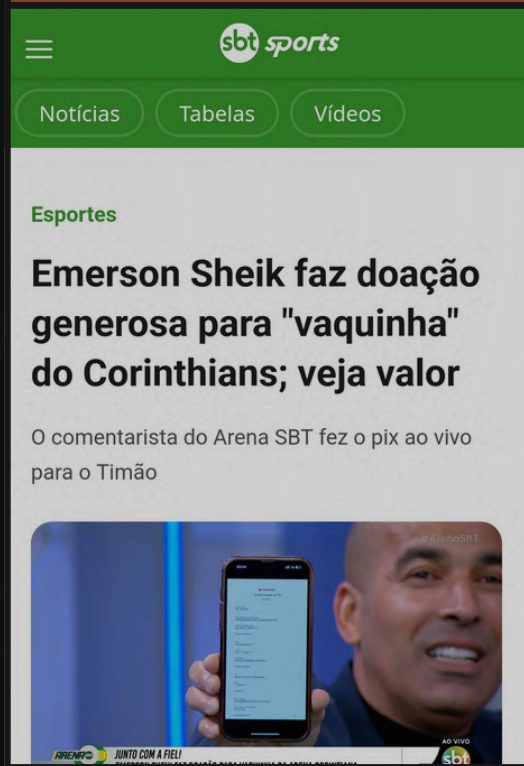 sbt sports
Notícias
Tabelas
Vídeos
Esportes
Emerson Sheik faz doação
generosa para "vaquinha"
do Corinthians; veja valor
O comentarista do Arena SBT fez o pix ao vivo
para o Timão
#ArenaSBT
AO VIVO
ARENA
JUNTO COM A FIEL!
sbt